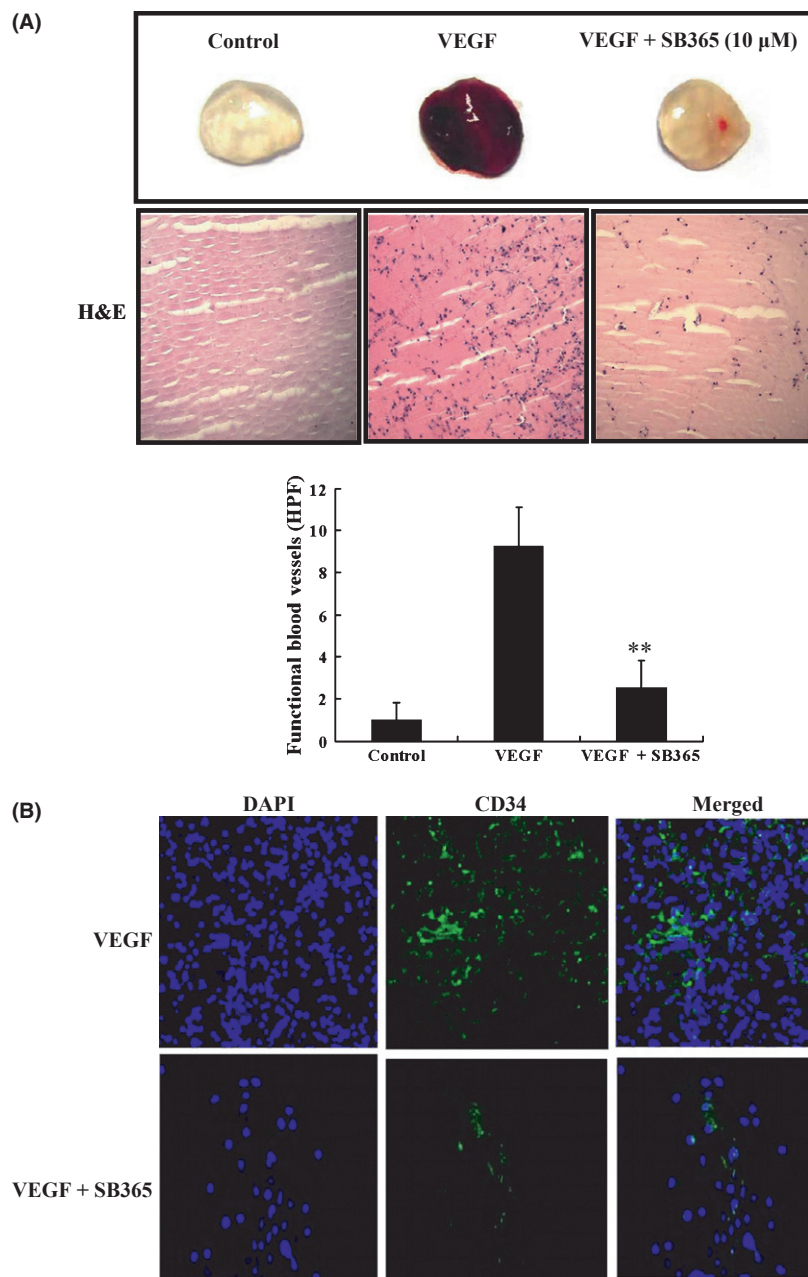 (A)
Control VEGF VEGF + SB365 (10 μM)
H&E
Functional blood vessels (HPF)
12
10
8
6
4
2
0
**
Control VEGF VEGF + SB365
(B)
DAPI CD34 Merged
VEGF
VEGF + SB365